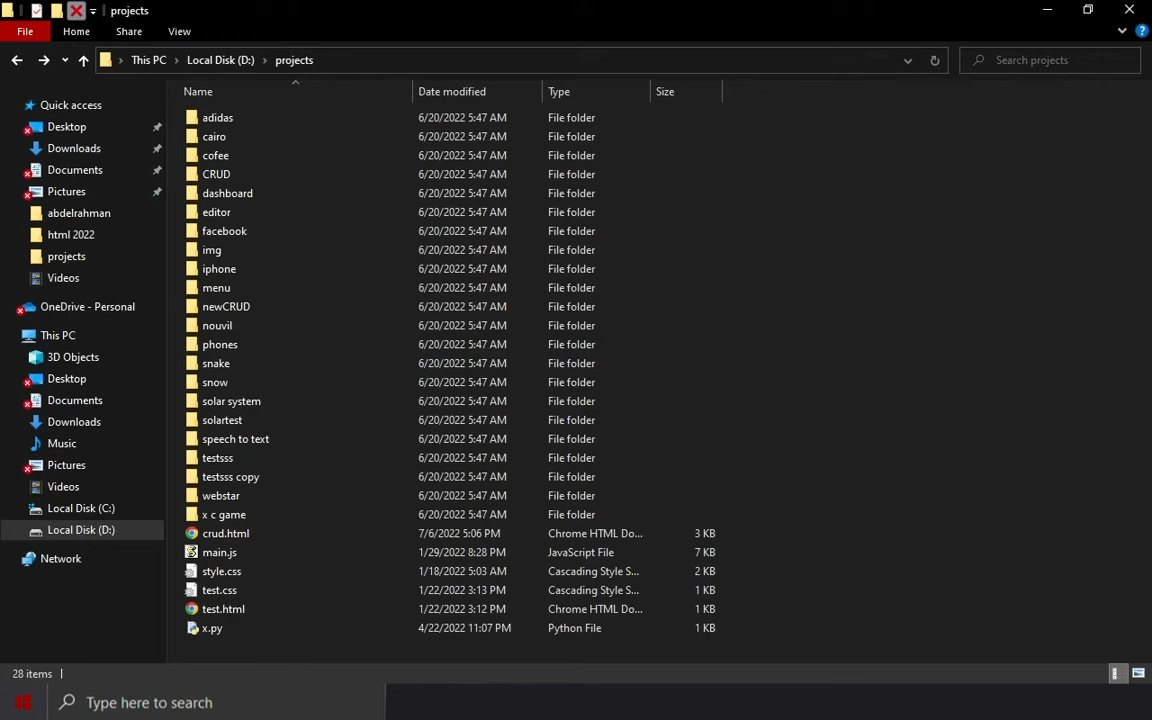 projects
File Home Share View
This PC Local Disk (D:) projects Search projects
Name Date modified Type Size
Quick access
Desktop
Downloads
Documents
Pictures
abdelrahman
html 2022
projects
Videos
OneDrive - Personal
This PC
3D Objects
Desktop
Documents
Downloads
Music
Pictures
Videos
Local Disk (C:)
Local Disk (D:)
Network
adidas 6/20/2022 5:47 AM File folder
cairo 6/20/2022 5:47 AM File folder
cofee 6/20/2022 5:47 AM File folder
CRUD 6/20/2022 5:47 AM File folder
dashboard 6/20/2022 5:47 AM File folder
editor 6/20/2022 5:47 AM File folder
facebook 6/20/2022 5:47 AM File folder
img 6/20/2022 5:47 AM File folder
iphone 6/20/2022 5:47 AM File folder
menu 6/20/2022 5:47 AM File folder
newCRUD 6/20/2022 5:47 AM File folder
nouvil 6/20/2022 5:47 AM File folder
phones 6/20/2022 5:47 AM File folder
snake 6/20/2022 5:47 AM File folder
snow 6/20/2022 5:47 AM File folder
solar system 6/20/2022 5:47 AM File folder
solartest 6/20/2022 5:47 AM File folder
speech to text 6/20/2022 5:47 AM File folder
testsss 6/20/2022 5:47 AM File folder
testsss copy 6/20/2022 5:47 AM File folder
webstar 6/20/2022 5:47 AM File folder
x c game 6/20/2022 5:47 AM File folder
crud.html 7/6/2022 5:06 PM Chrome HTML Do... 3 KB
main.js 1/29/2022 8:28 PM JavaScript File 7 KB
style.css 1/18/2022 5:03 AM Cascading Style S... 2 KB
test.css 1/22/2022 3:13 PM Cascading Style S... 1 KB
test.html 1/22/2022 3:12 PM Chrome HTML Do... 1 KB
x.py 4/22/2022 11:07 PM Python File 1 KB
28 items
Type here to search